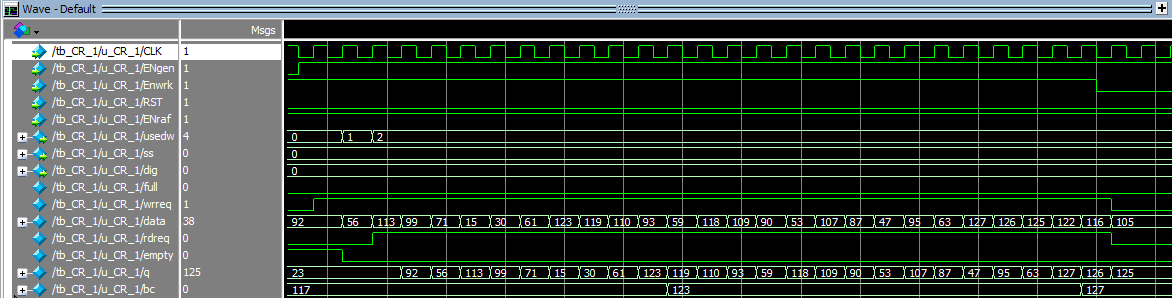 Wave - Default
Msgs
/tb_CR_1/u_CR_1/CLK 1
/tb_CR_1/u_CR_1/ENgen 1
/tb_CR_1/u_CR_1/Enwrk 1
/tb_CR_1/u_CR_1/RST 1
/tb_CR_1/u_CR_1/ENraf 1
/tb_CR_1/u_CR_1/usedw 4 0 1 2
/tb_CR_1/u_CR_1/ss 0 0
/tb_CR_1/u_CR_1/dig 0 0
/tb_CR_1/u_CR_1/full 0
/tb_CR_1/u_CR_1/wrreq 1
/tb_CR_1/u_CR_1/data 38 92 56 113 99 71 15 30 61 123 119 110 93 59 118 109 90 53 107 87 47 95 63 127 126 125 122 116 105
/tb_CR_1/u_CR_1/rdreq 0
/tb_CR_1/u_CR_1/empty 0
/tb_CR_1/u_CR_1/q 125 23 92 56 113 99 71 15 30 61 123 119 110 93 59 118 109 90 53 107 87 47 95 63 127 126 125
/tb_CR_1/u_CR_1/bc 0 117 123 127